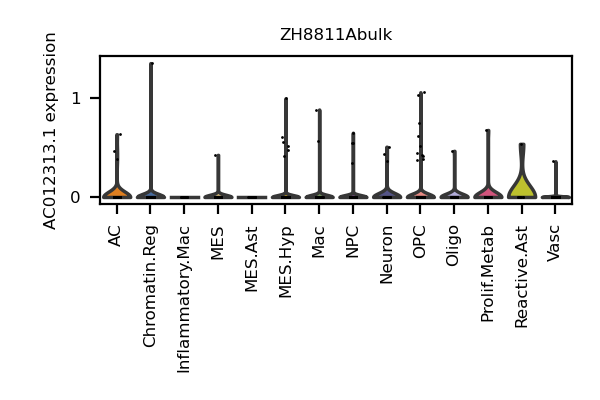 ZH8811Abulk
AC012313.1 expression
1
0
AC
Chromatin.Reg
Inflammatory.Mac
MES
MES.Ast
MES.Hyp
Mac
NPC
Neuron
OPC
Oligo
Prolif.Metab
Reactive.Ast
Vasc